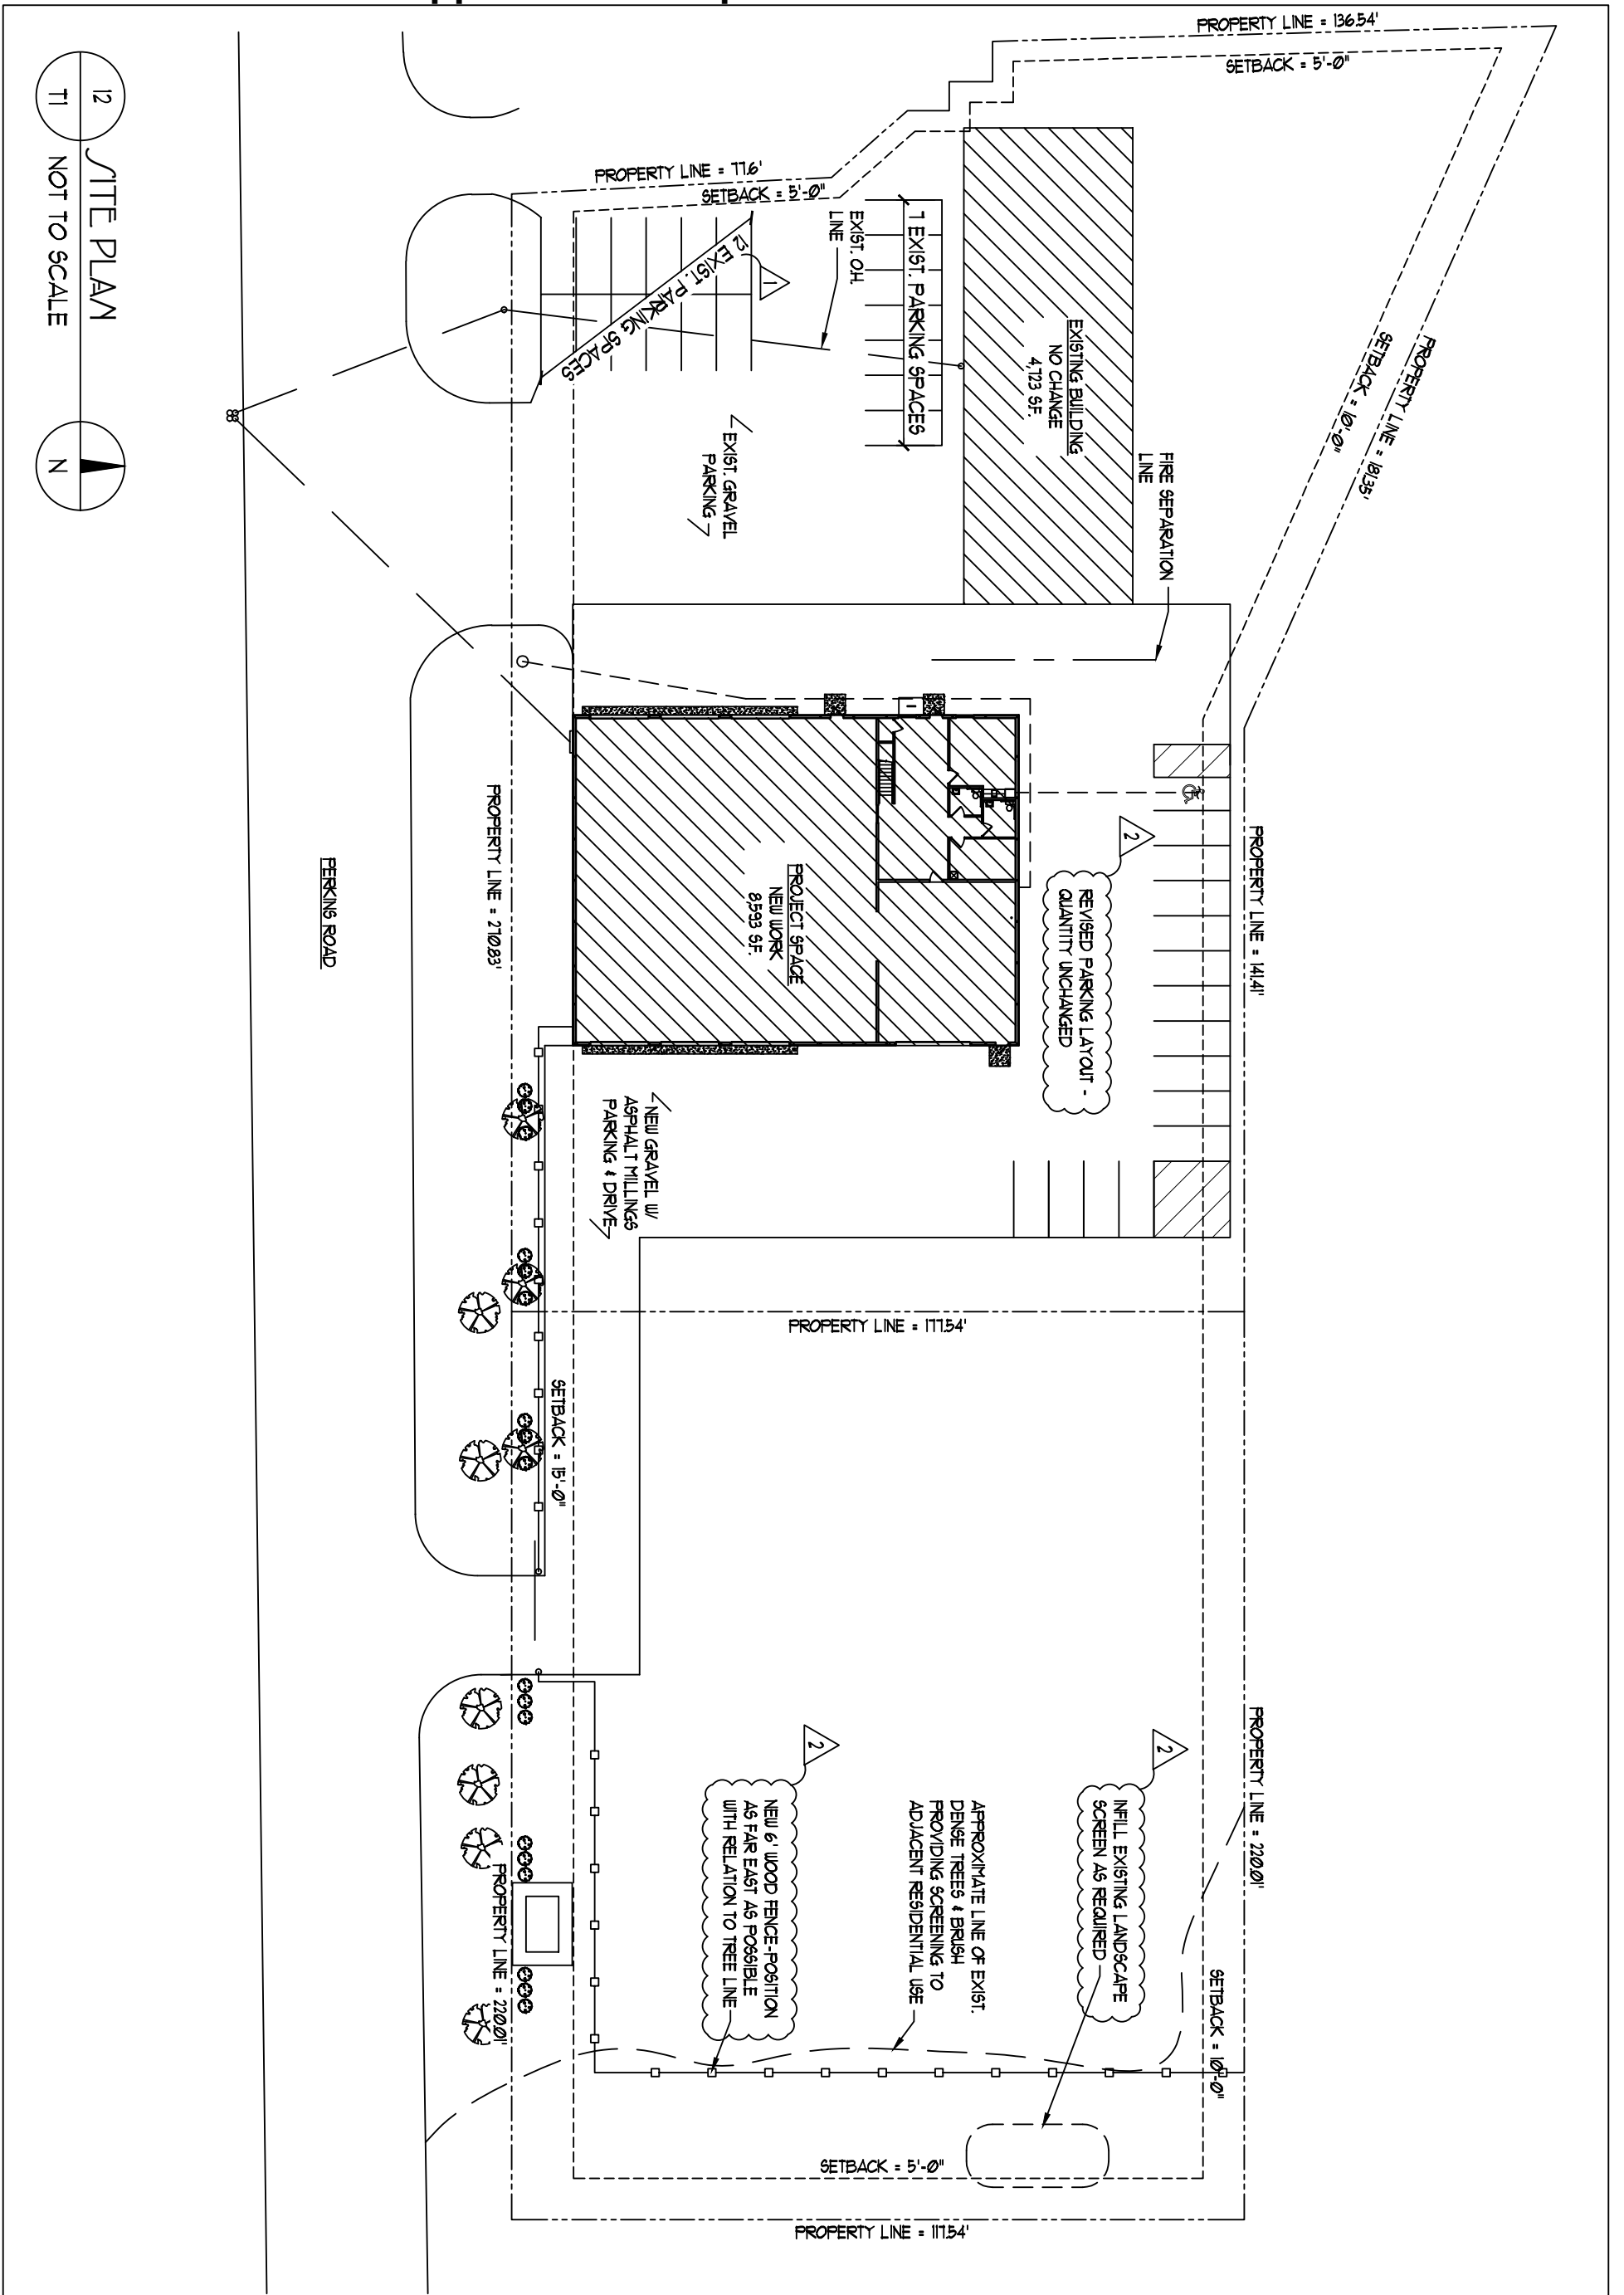 PROPERTY LINE = 136.54'
SETBACK = 5'-0"
PROPERTY LINE = 181.35'
SETBACK = 10'-0"
PROPERTY LINE = 141.41'
PROPERTY LINE = 220.01'
SETBACK = 10'-0"
FIRE SEPARATION
LINE
EXISTING BUILDING
NO CHANGE
4,723 S.F.
7 EXIST. PARKING SPACES
EXIST. O.H.
LINE
1
12 EXIST. PARKING SPACES
PROPERTY LINE = 77.6'
SETBACK = 5'-0"
EXIST. GRAVEL
PARKING
2
REVISED PARKING LAYOUT -
QUANTITY UNCHANGED
PROJECT SPACE
NEW WORK
8,593 S.F.
NEW GRAVEL W/
ASPHALT MILLINGS
PARKING & DRIVE
PROPERTY LINE = 177.54'
2
INFILL EXISTING LANDSCAPE
SCREEN AS REQUIRED
APPROXIMATE LINE OF EXIST.
DENSE TREES & BRUSH
PROVIDING SCREENING TO
ADJACENT RESIDENTIAL USE
2
NEW 6' WOOD FENCE-POSITION
AS FAR EAST AS POSSIBLE
WITH RELATION TO TREE LINE
SETBACK = 5'-0"
PROPERTY LINE = 177.54'
SETBACK = 15'-0"
PROPERTY LINE = 270.83'
PROPERTY LINE = 220.01'
PERKINS ROAD
12
T1
SITE PLAN
NOT TO SCALE
N